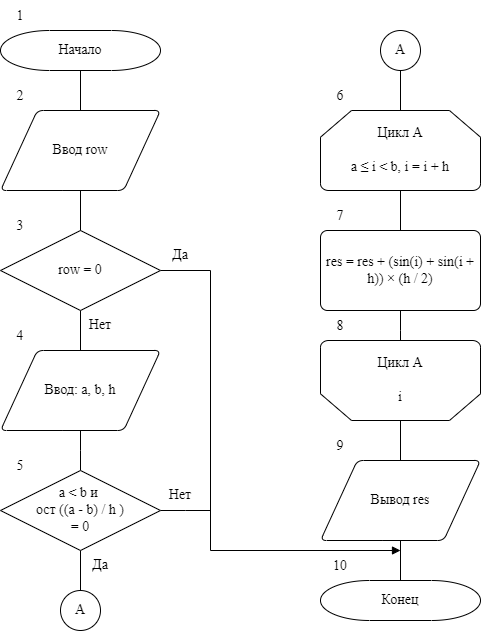 1
Начало
2
Ввод row
3
row = 0
Да
Нет
4
Ввод: a, b, h
5
a < b и
ост ((a - b) / h )
= 0
Нет
Да
А
А
6
Цикл А
a ≤ i < b, i = i + h
7
res = res + (sin(i) + sin(i +
h)) × (h / 2)
8
Цикл А
i
9
Вывод res
10
Конец